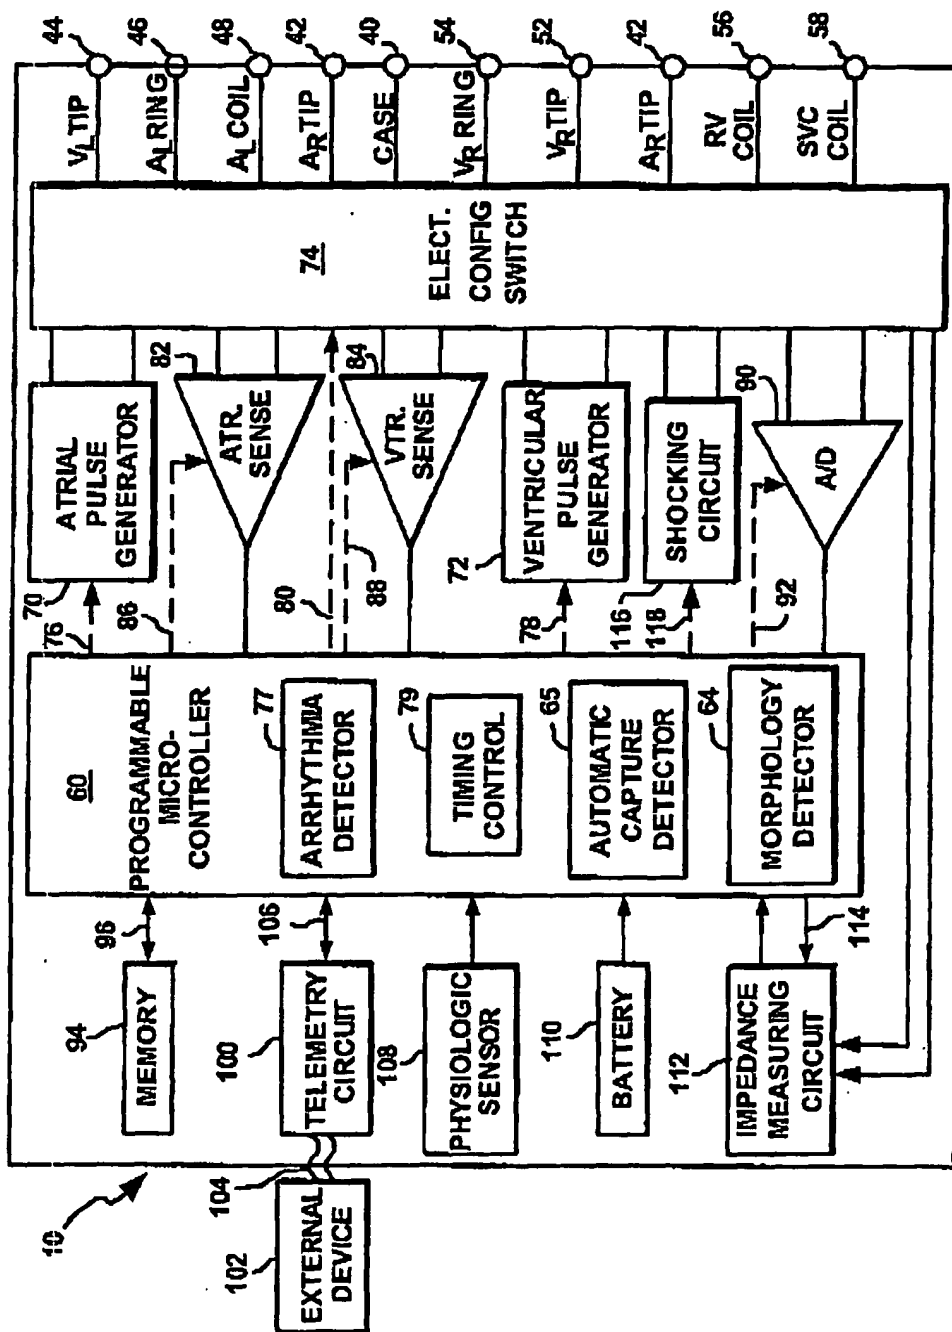 10
44
46
48
42
40
54
52
42
56
58
VL TIP
AL RING
AL COIL
AR TIP
CASE
VR RING
VR TIP
AR TIP
RV
COIL
SVC
COIL
74
ELECT.
CONFIG
SWITCH
ATRIAL
PULSE
GENERATOR
70
76
82
ATR.
SENSE
86
80
84
VTR.
SENSE
88
VENTRICULAR
PULSE
GENERATOR
72
78
SHOCKING
CIRCUIT
116
118
90
A/D
92
60
PROGRAMMABLE
MICRO-
CONTROLLER
77
ARRHYTHMIA
DETECTOR
79
TIMING
CONTROL
65
AUTOMATIC
CAPTURE
DETECTOR
64
MORPHOLOGY
DETECTOR
96
106
114
94
MEMORY
100
TELEMETRY
CIRCUIT
108
PHYSIOLOGIC
SENSOR
110
BATTERY
112
IMPEDANCE
MEASURING
CIRCUIT
104
102
EXTERNAL
DEVICE